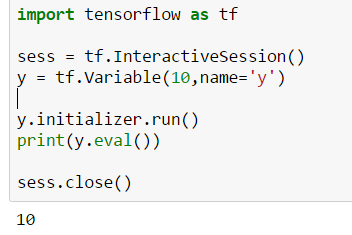 import tensorflow as tf
sess = tf.InteractiveSession()
y = tf.Variable(10,name='y')
y.initializer.run()
print(y.eval())
sess.close()
10